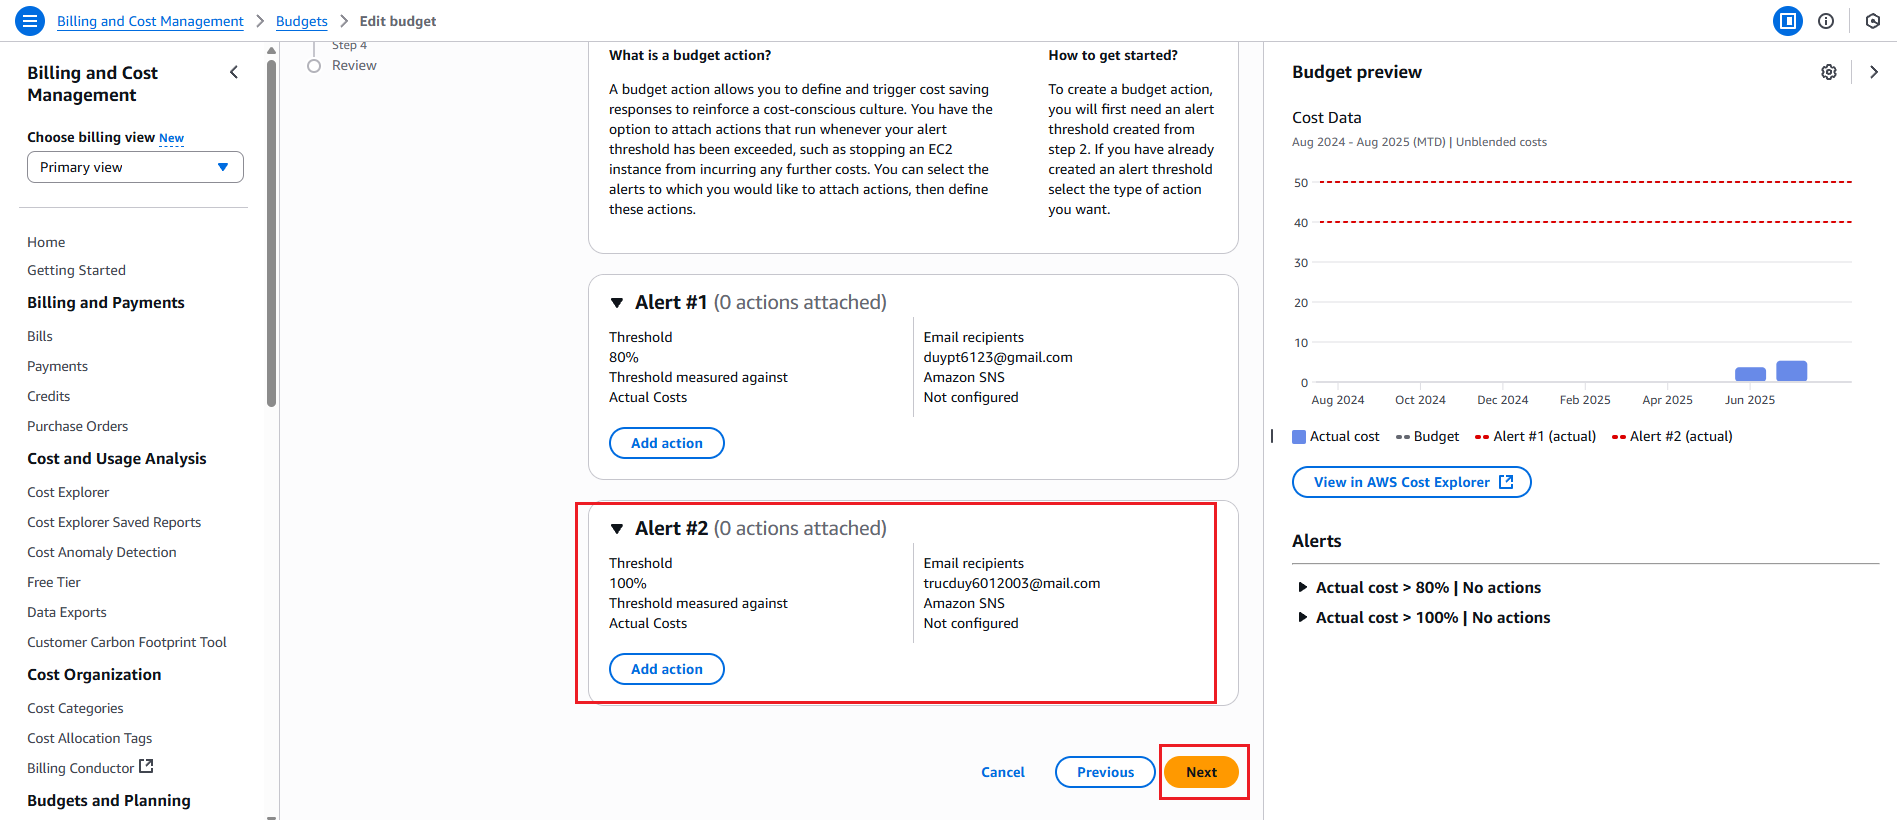 Billing and Cost Management > Budgets > Edit budget
Billing and Cost
Management
Choose billing view New
Primary view
Home
Getting Started
Billing and Payments
Bills
Payments
Credits
Purchase Orders
Cost and Usage Analysis
Cost Explorer
Cost Explorer Saved Reports
Cost Anomaly Detection
Free Tier
Data Exports
Customer Carbon Footprint Tool
Cost Organization
Cost Categories
Cost Allocation Tags
Billing Conductor
Budgets and Planning
Step 4
Review
What is a budget action?
A budget action allows you to define and trigger cost saving
responses to reinforce a cost-conscious culture. You have the
option to attach actions that run whenever your alert
threshold has been exceeded, such as stopping an EC2
instance from incurring any further costs. You can select the
alerts to which you would like to attach actions, then define
these actions.
How to get started?
To create a budget action,
you will first need an alert
threshold created from
step 2. If you have already
created an alert threshold
select the type of action
you want.
Alert #1 (0 actions attached)
Threshold
80%
Threshold measured against
Actual Costs
Email recipients
duypt6123@gmail.com
Amazon SNS
Not configured
Add action
Alert #2 (0 actions attached)
Threshold
100%
Threshold measured against
Actual Costs
Email recipients
trucduy6012003@mail.com
Amazon SNS
Not configured
Add action
Cancel
Previous
Next
Budget preview
Cost Data
Aug 2024 - Aug 2025 (MTD) | Unblended costs
50
40
30
20
10
0
Aug 2024 Oct 2024 Dec 2024 Feb 2025 Apr 2025 Jun 2025
Actual cost Budget Alert #1 (actual) Alert #2 (actual)
View in AWS Cost Explorer
Alerts
Actual cost > 80% | No actions
Actual cost > 100% | No actions